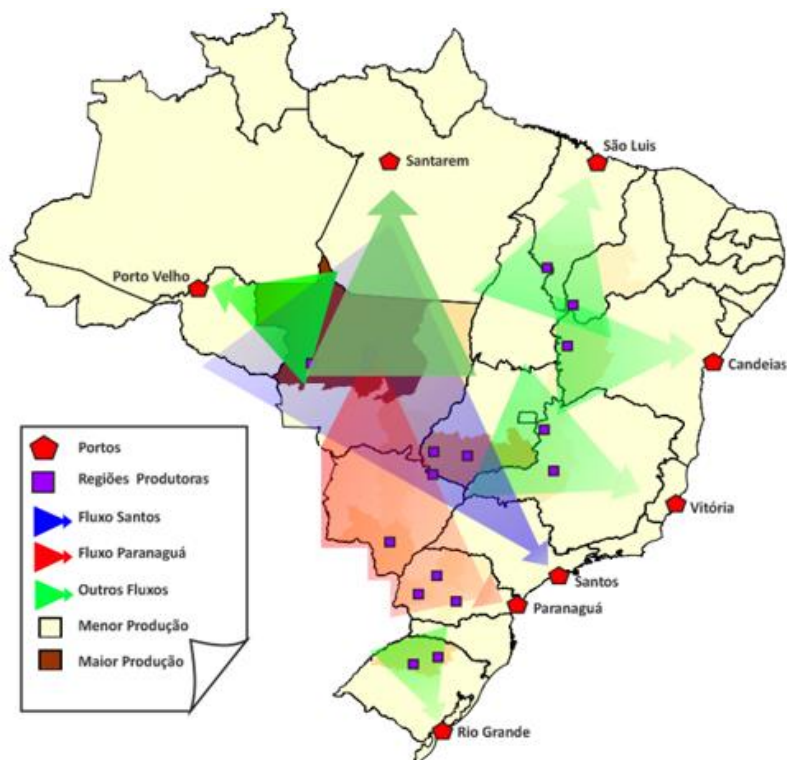 São Luis
Santarem
Porto Velho
Candeias
Vitória
Santos
Paranaguá
Rio Grande
Portos
Regiões Produtoras
Fluxo Santos
Fluxo Paranaguá
Outros Fluxos
Menor Produção
Maior Produção